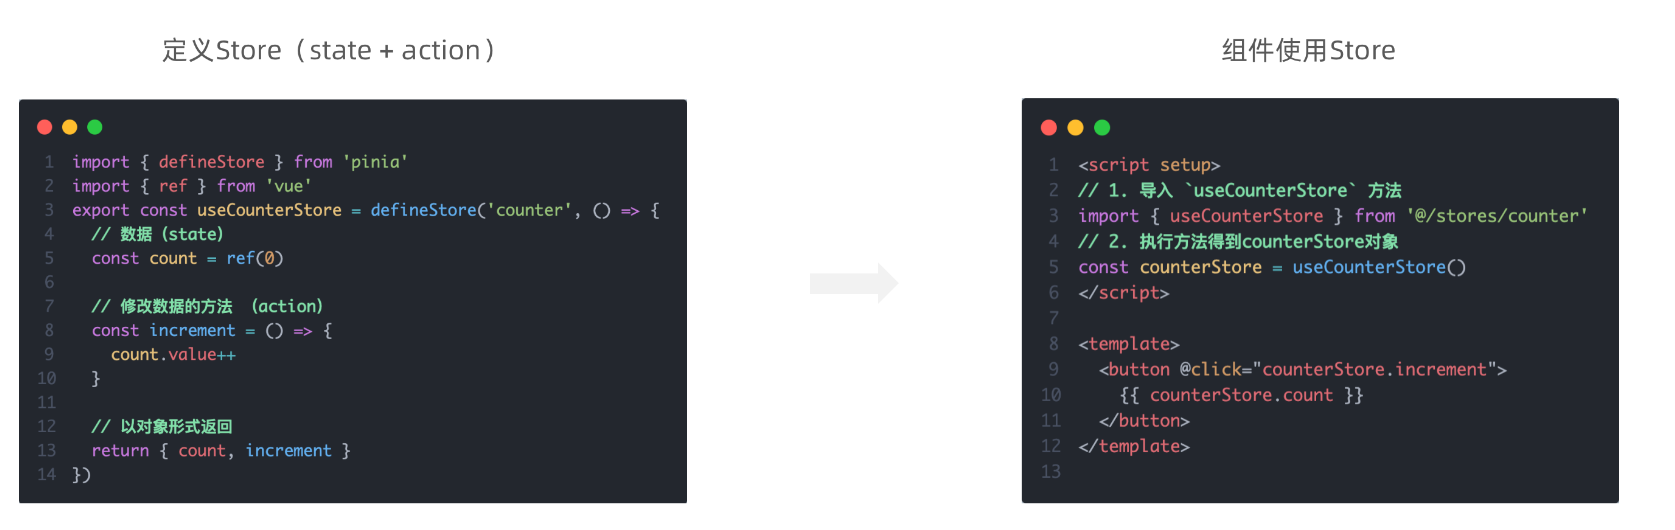 定义Store（state + action）
1 import { defineStore } from 'pinia'
2 import { ref } from 'vue'
3 export const useCounterStore = defineStore('counter', () => {
4   // 数据（state）
5   const count = ref(0)
6
7   // 修改数据的方法 （action）
8   const increment = () => {
9     count.value++
10   }
11
12   // 以对象形式返回
13   return { count, increment }
14 })
组件使用Store
1 <script setup>
2 // 1. 导入 `useCounterStore` 方法
3 import { useCounterStore } from '@/stores/counter'
4 // 2. 执行方法得到counterStore对象
5 const counterStore = useCounterStore()
6 </script>
7
8 <template>
9   <button @click="counterStore.increment">
10     {{ counterStore.count }}
11   </button>
12 </template>
13